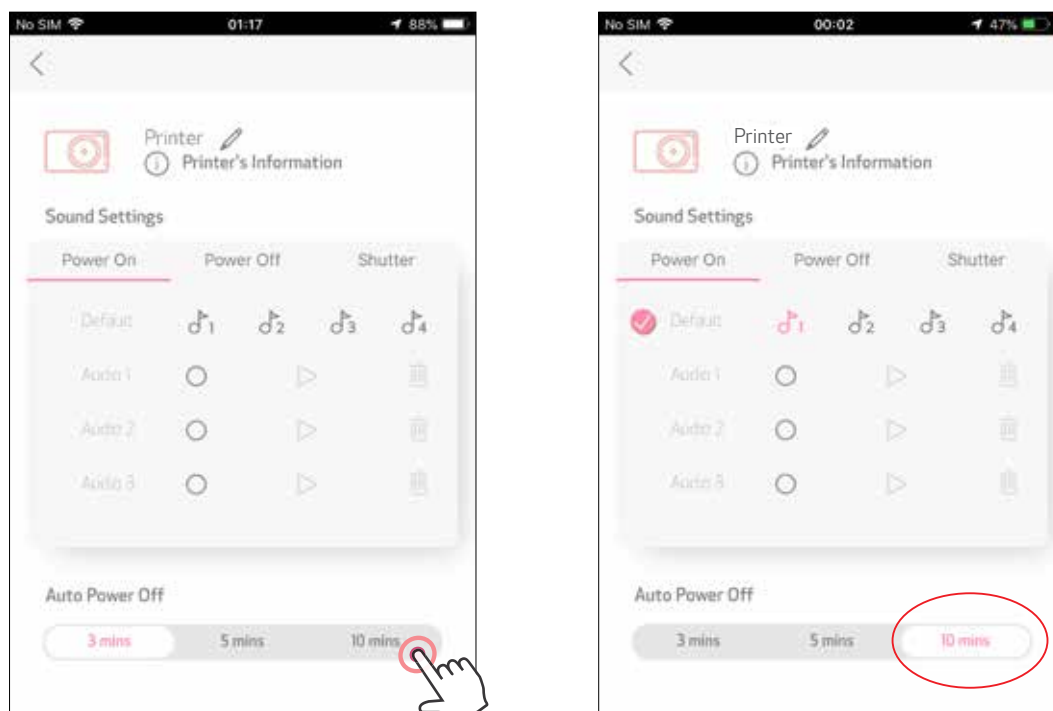 No SIM 01:17 88%
Printer
Printer's Information
Sound Settings
Power On Power Off Shutter
Default 1 2 3 4
Audio 1
Audio 2
Audio 3
Auto Power Off
3 mins 5 mins 10 mins
No SIM 00:02 47%
Printer
Printer's Information
Sound Settings
Power On Power Off Shutter
Default 1 2 3 4
Audio 1
Audio 2
Audio 3
Auto Power Off
3 mins 5 mins 10 mins